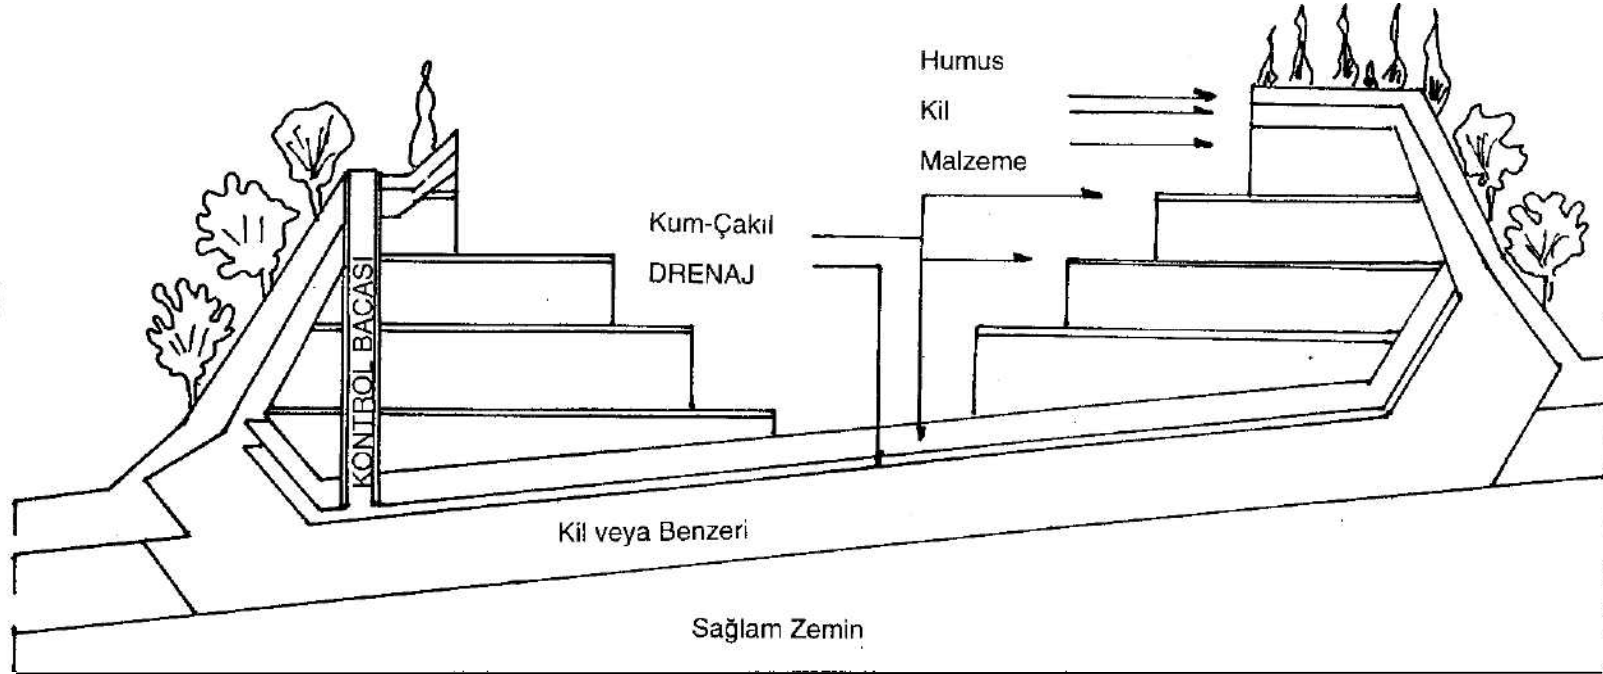 Humus
Kil
Malzeme
Kum-Çakıl
DRENAJ
KONTROL BACASI
Kil veya Benzeri
Sağlam Zemin